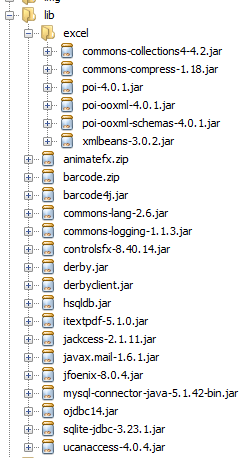 lib
excel
commons-collections4-4.2.jar
commons-compress-1.18.jar
poi-4.0.1.jar
poi-ooxml-4.0.1.jar
poi-ooxml-schemas-4.0.1.jar
xmlbeans-3.0.2.jar
animatefx.zip
barcode.zip
barcode4j.jar
commons-lang-2.6.jar
commons-logging-1.1.3.jar
controlsfx-8.40.14.jar
derby.jar
derbyclient.jar
hsqldb.jar
itextpdf-5.1.0.jar
jackcess-2.1.11.jar
javax.mail-1.6.1.jar
jfoenix-8.0.4.jar
mysql-connector-java-5.1.42-bin.jar
ojdbc14.jar
sqlite-jdbc-3.23.1.jar
ucanaccess-4.0.4.jar